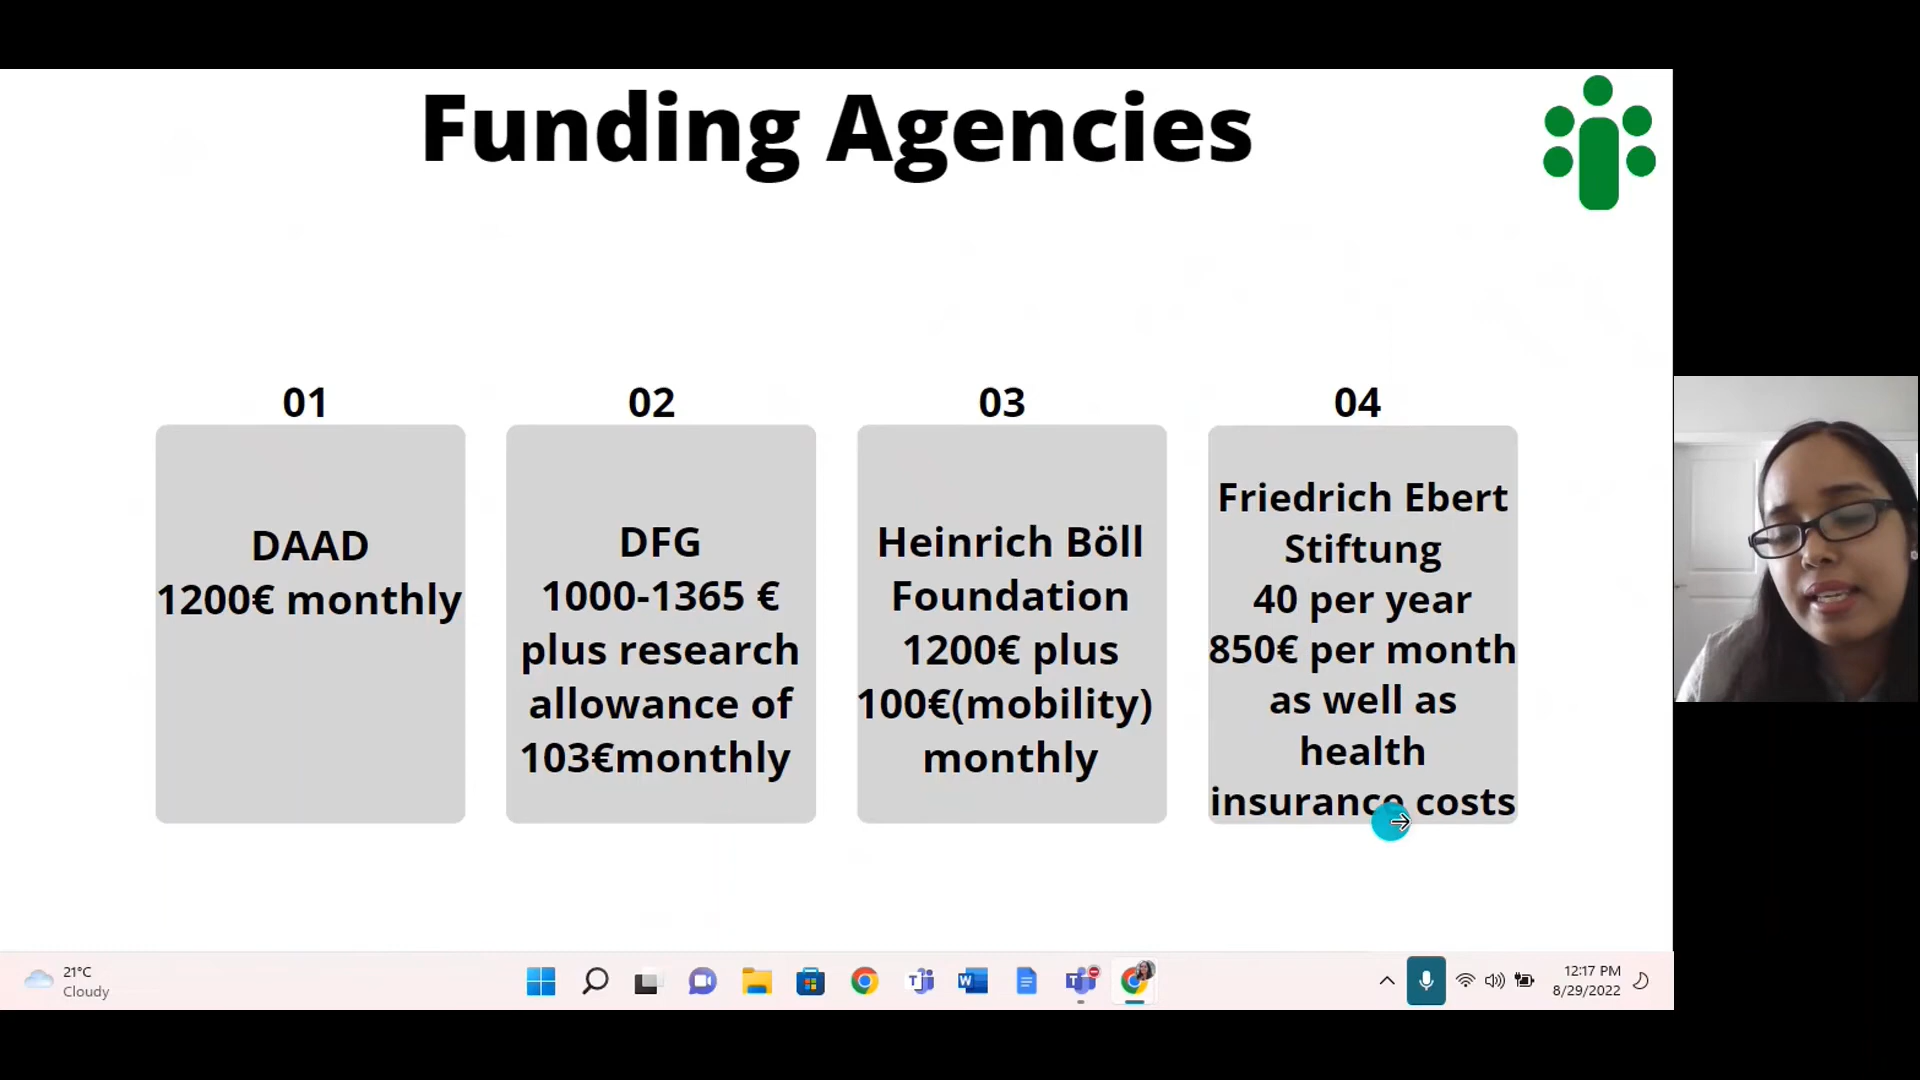 Funding Agencies
01
DAAD
1200€ monthly
02
DFG
1000-1365 €
plus research
allowance of
103€monthly
03
Heinrich Böll
Foundation
1200€ plus
100€(mobility)
monthly
04
Friedrich Ebert
Stiftung
40 per year
850€ per month
as well as
health
insurance costs
21°C
Cloudy
12:17 PM
8/29/2022